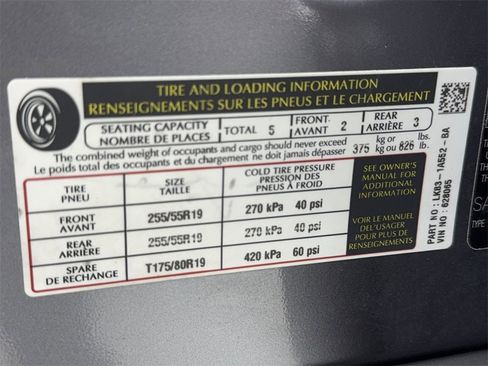 TIRE AND LOADING INFORMATION
RENSEIGNEMENTS SUR LES PNEUS ET LE CHARGEMENT
SEATING CAPACITY
NOMBRE DE PLACES
TOTAL 5
FRONT
AVANT 2
REAR
ARRIÈRE 3
The combined weight of occupants and cargo should never exceed
Le poids total des occupants et du chargement ne doit jamais dépasser
375 kg or 826 lbs.
kg ou lb.
TIRE
PNEU
SIZE
TAILLE
COLD TIRE PRESSURE
PRESSION DES
PNEUS À FROID
FRONT
AVANT
255/55R19
270 kPa 40 psi
REAR
ARRIÈRE
255/55R19
270 kPa 40 psi
SPARE
DE RECHANGE
T175/80R19
420 kPa 60 psi
SEE OWNER'S
MANUAL FOR
ADDITIONAL
INFORMATION
VOIR LE MANUEL
DE L'USAGER
POUR PLUS DE
RENSEIGNEMENTS
PART NO : LK83-1A552-BA
VIN NO : 628065
SA
TYPE